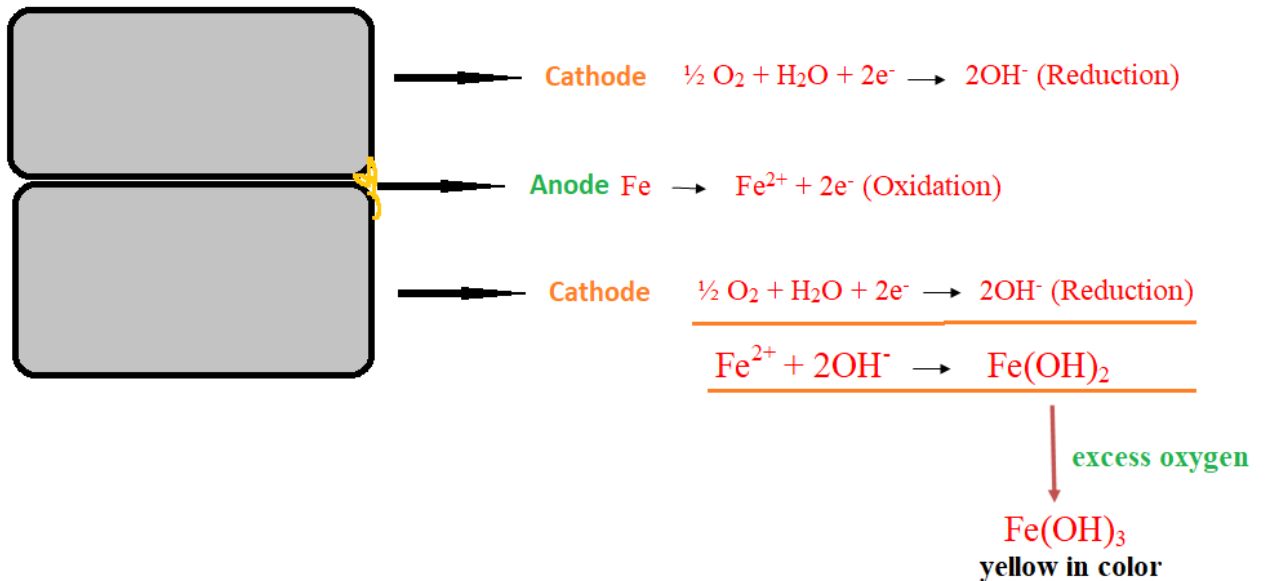 Cathode ½ O₂ + H₂O + 2e⁻ → 2OH⁻ (Reduction)
Anode Fe → Fe²⁺ + 2e⁻ (Oxidation)
Cathode ½ O₂ + H₂O + 2e⁻ → 2OH⁻ (Reduction)
Fe²⁺ + 2OH⁻ → Fe(OH)₂
excess oxygen
Fe(OH)₃
yellow in color